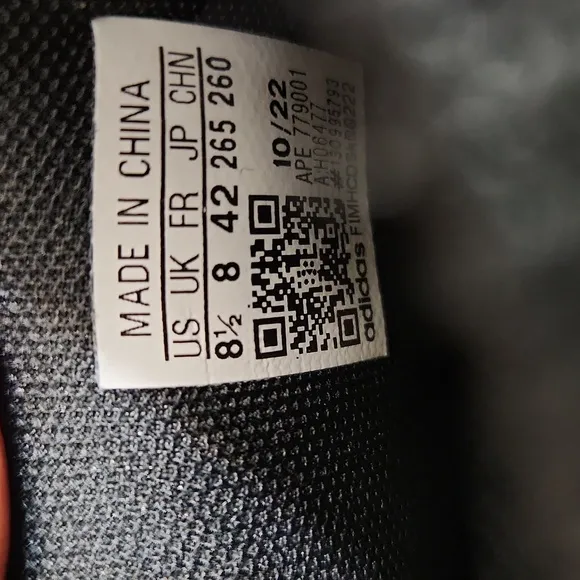 MADE IN CHINA
US UK FR JP CHN
8½ 8 42 265 260
10/22
APE 779001
adidas